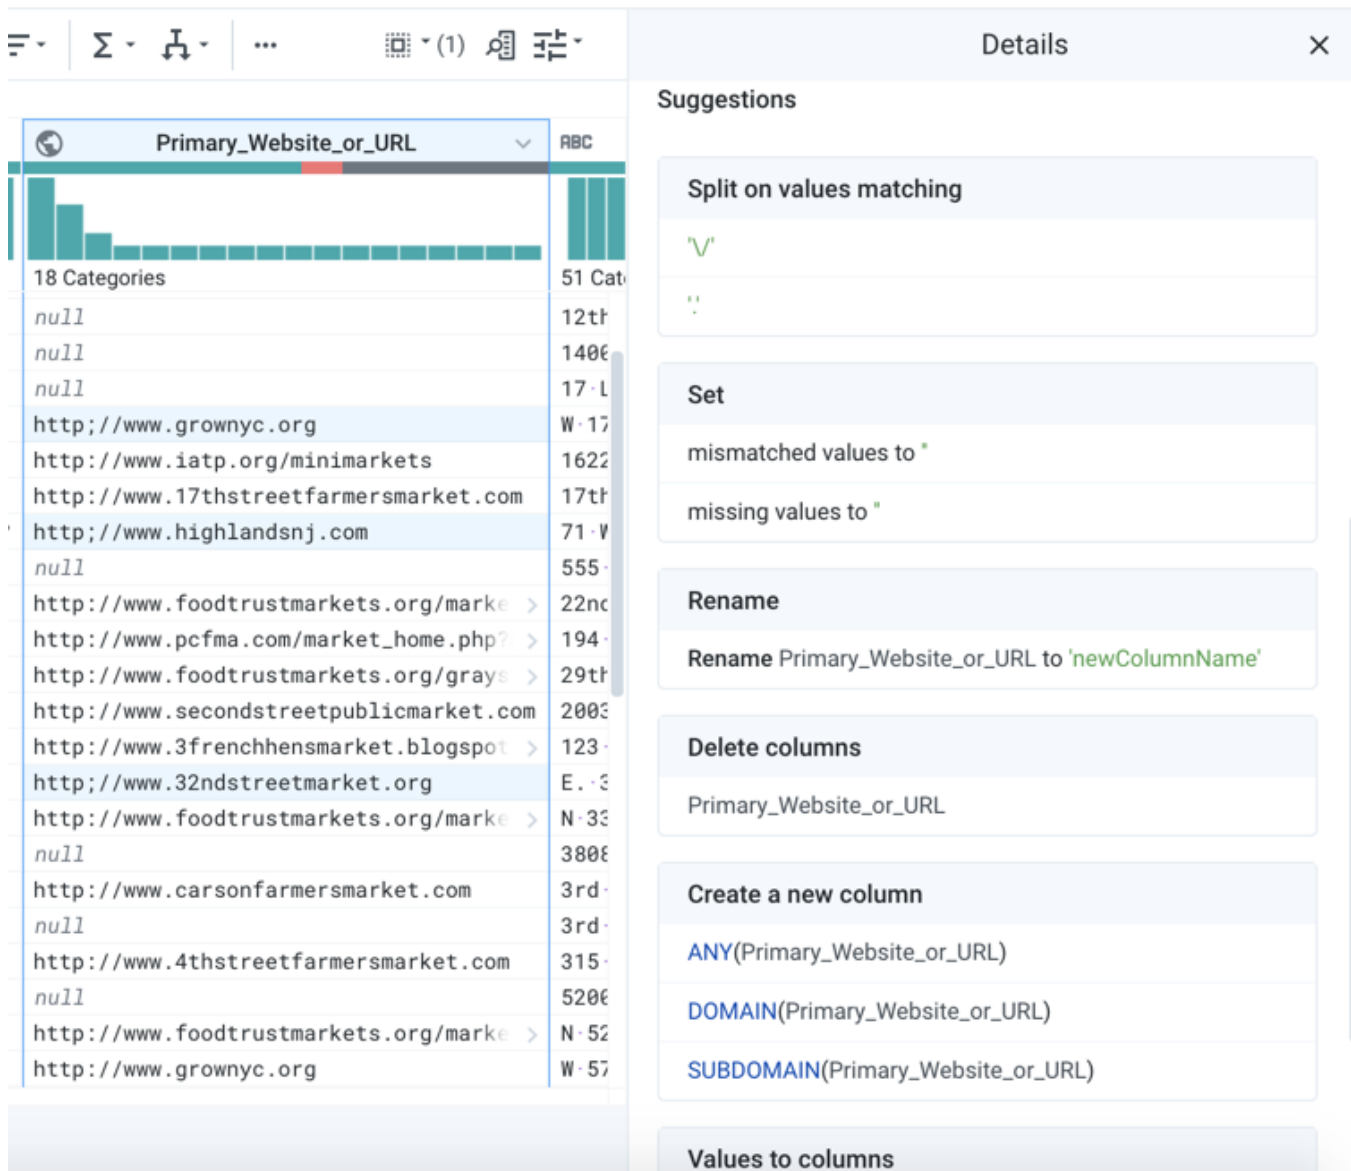 (1)
Details
Suggestions
Primary_Website_or_URL
ABC
18 Categories
51 Cat
null
12th
null
140
null
17·L
http;//www.grownyc.org
W·17
http://www.iatp.org/minimarkets
1622
http://www.17thstreetfarmersmarket.com
17th
http;//www.highlandsnj.com
71·W
null
555·
http://www.foodtrustmarkets.org/marke
22nd
http://www.pcfma.com/market_home.php?
194·
http://www.foodtrustmarkets.org/grays
29th
http://www.secondstreetpublicmarket.com
2003
http://www.3frenchhensmarket.blogspot
123·
http;//www.32ndstreetmarket.org
E.·3
http://www.foodtrustmarkets.org/marke
N·33
null
3808
http://www.carsonfarmersmarket.com
3rd·
null
3rd·
http://www.4thstreetfarmersmarket.com
315·
null
5200
http://www.foodtrustmarkets.org/marke
N·52
http://www.grownyc.org
W·57
Split on values matching
'\/'
'.'
Set
mismatched values to ''
missing values to ''
Rename
Rename Primary_Website_or_URL to 'newColumnName'
Delete columns
Primary_Website_or_URL
Create a new column
ANY(Primary_Website_or_URL)
DOMAIN(Primary_Website_or_URL)
SUBDOMAIN(Primary_Website_or_URL)
Values to columns